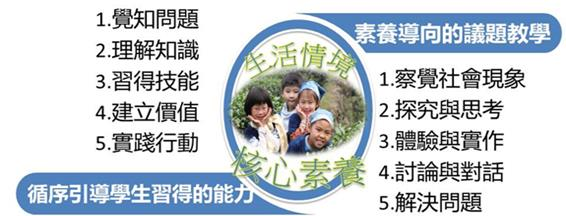 1.覺知問題
2.理解知識
3.習得技能
4.建立價值
5.實踐行動
循序引導學生習得的能力
生活情境
核心素養
素養導向的議題教學
1.察覺社會現象
2.探究與思考
3.體驗與實作
4.討論與對話
5.解決問題